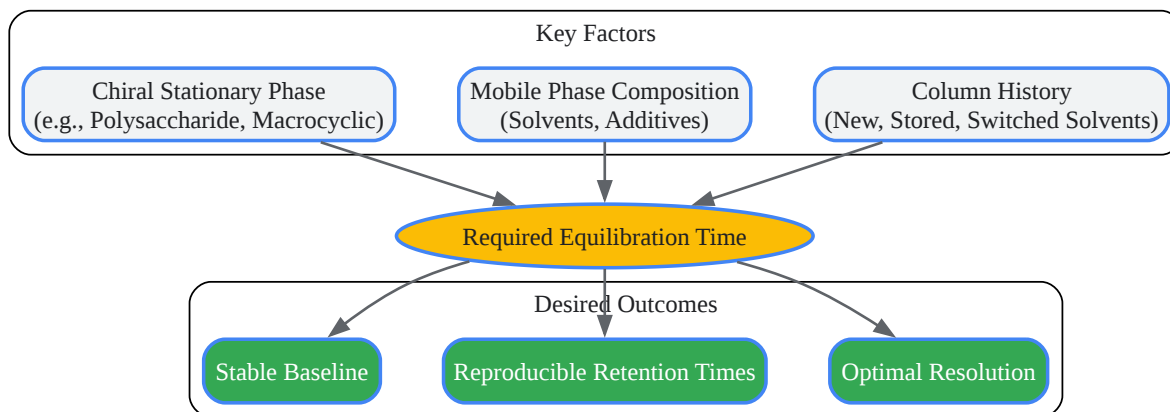 Key Factors
Chiral Stationary Phase
(e.g., Polysaccharide, Macrocyclic)
Mobile Phase Composition
(Solvents, Additives)
Column History
(New, Stored, Switched Solvents)
Required Equilibration Time
Desired Outcomes
Stable Baseline
Reproducible Retention Times
Optimal Resolution